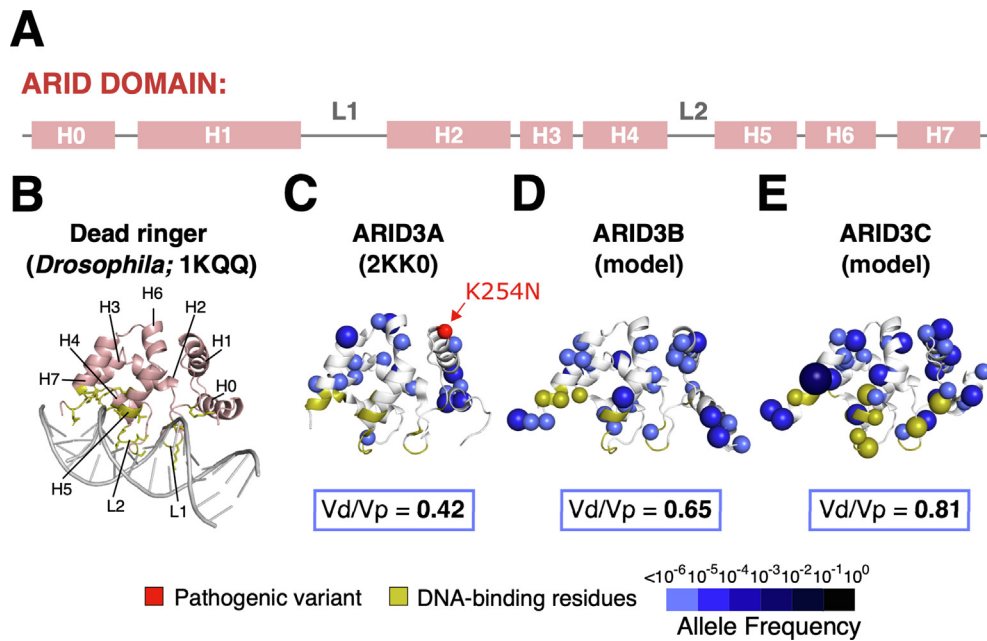 A
ARID DOMAIN:
L1
L2
H0
H1
H2
H3
H4
H5
H6
H7
B
Dead ringer
(Drosophila; 1KQQ)
H6
H3
H2
H4
H1
H7
H0
H5
L2
L1
C
ARID3A
(2KK0)
K254N
Vd/Vp = 0.42
D
ARID3B
(model)
Vd/Vp = 0.65
E
ARID3C
(model)
Vd/Vp = 0.81
Pathogenic variant
DNA-binding residues
<10⁻⁶10⁻⁵10⁻⁴10⁻³10⁻²10⁻¹10⁰
Allele Frequency